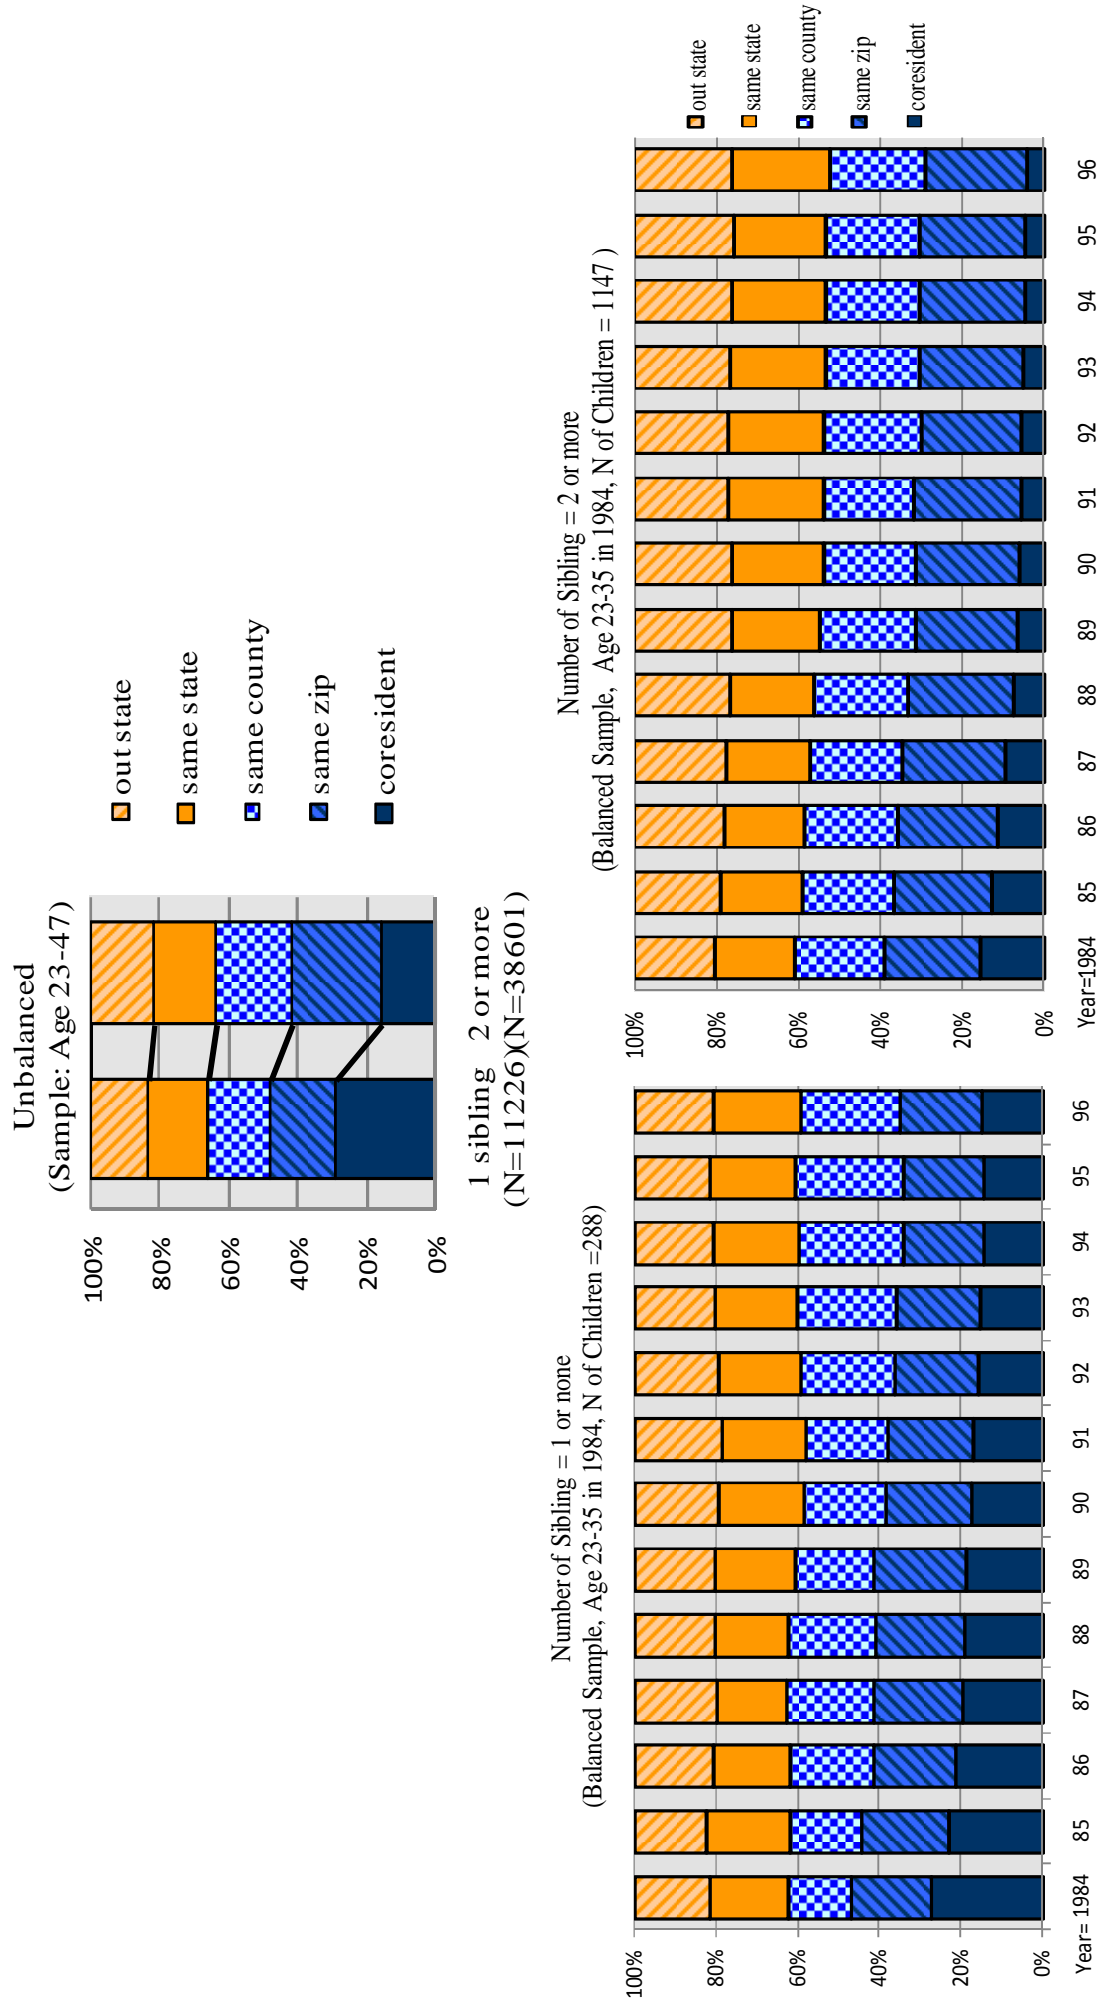 Unbalanced
(Sample: Age 23-47)
100%
80%
60%
40%
20%
0%
1 sibling 2 or more
(N=11226)(N=38601)
out state
same state
same county
same zip
coresident
Number of Sibling = 1 or none
(Balanced Sample, Age 23-35 in 1984, N of Children =288)
100%
80%
60%
40%
20%
0%
Year= 1984 85 86 87 88 89 90 91 92 93 94 95 96
Number of Sibling = 2 or more
(Balanced Sample, Age 23-35 in 1984, N of Children = 1147 )
100%
80%
60%
40%
20%
0%
Year=1984 85 86 87 88 89 90 91 92 93 94 95 96
out state
same state
same county
same zip
coresident